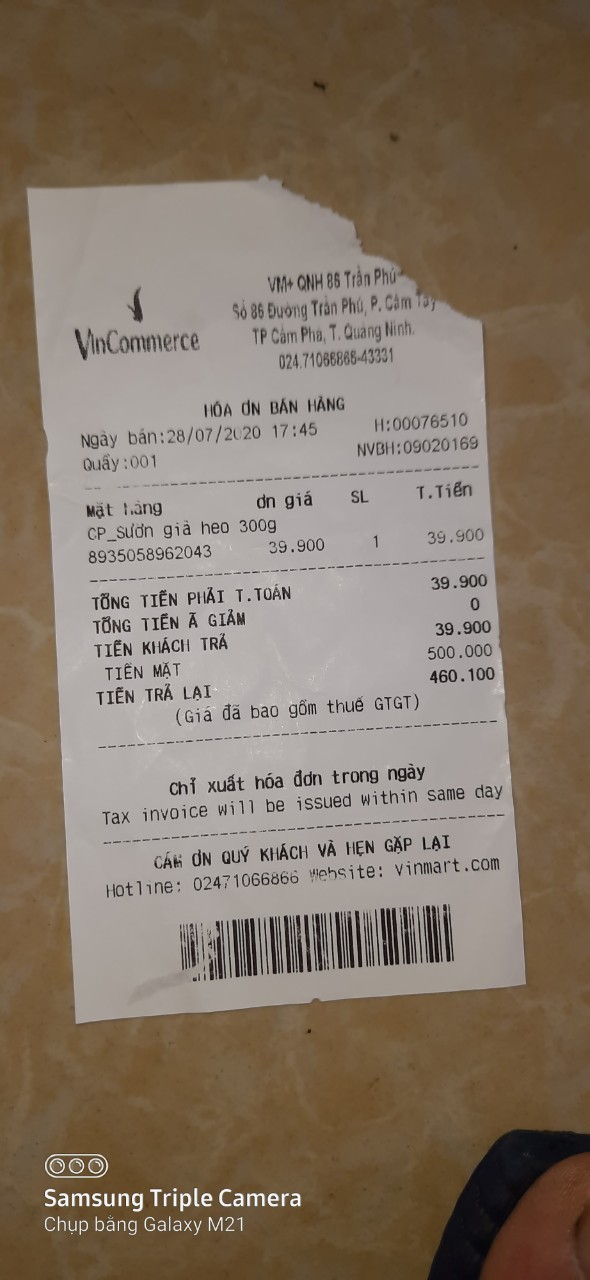 VinCommerce
VM+ QNH 86 Trần Phú
Số 86 Đường Trần Phú, P. Cẩm Tây
TP Cẩm Phả, T. Quảng Ninh.
024.71066866-43331
HÓA ƠN BÁN HÀNG
Ngày bán:28/07/2020 17:45 H:00076510
Quầy:001 NVBH:09020169
Mặt hàng ơn giá SL T.Tiền
CP_Sườn già heo 300g
8935058962043 39.900 1 39.900
TỔNG TIỀN PHẢI T.TOÁN 39.900
TỔNG TIỀN Ã GIẢM 0
TIỀN KHÁCH TRẢ 39.900
TIỀN MẶT 500.000
TIỀN TRẢ LẠI 460.100
(Giá đã bao gồm thuế GTGT)
Chỉ xuất hóa đơn trong ngày
Tax invoice will be issued within same day
CẢM ƠN QUÝ KHÁCH VÀ HẸN GẶP LẠI
Hotline: 02471066866 Website: vinmart.com
Samsung Triple Camera
Chụp bằng Galaxy M21